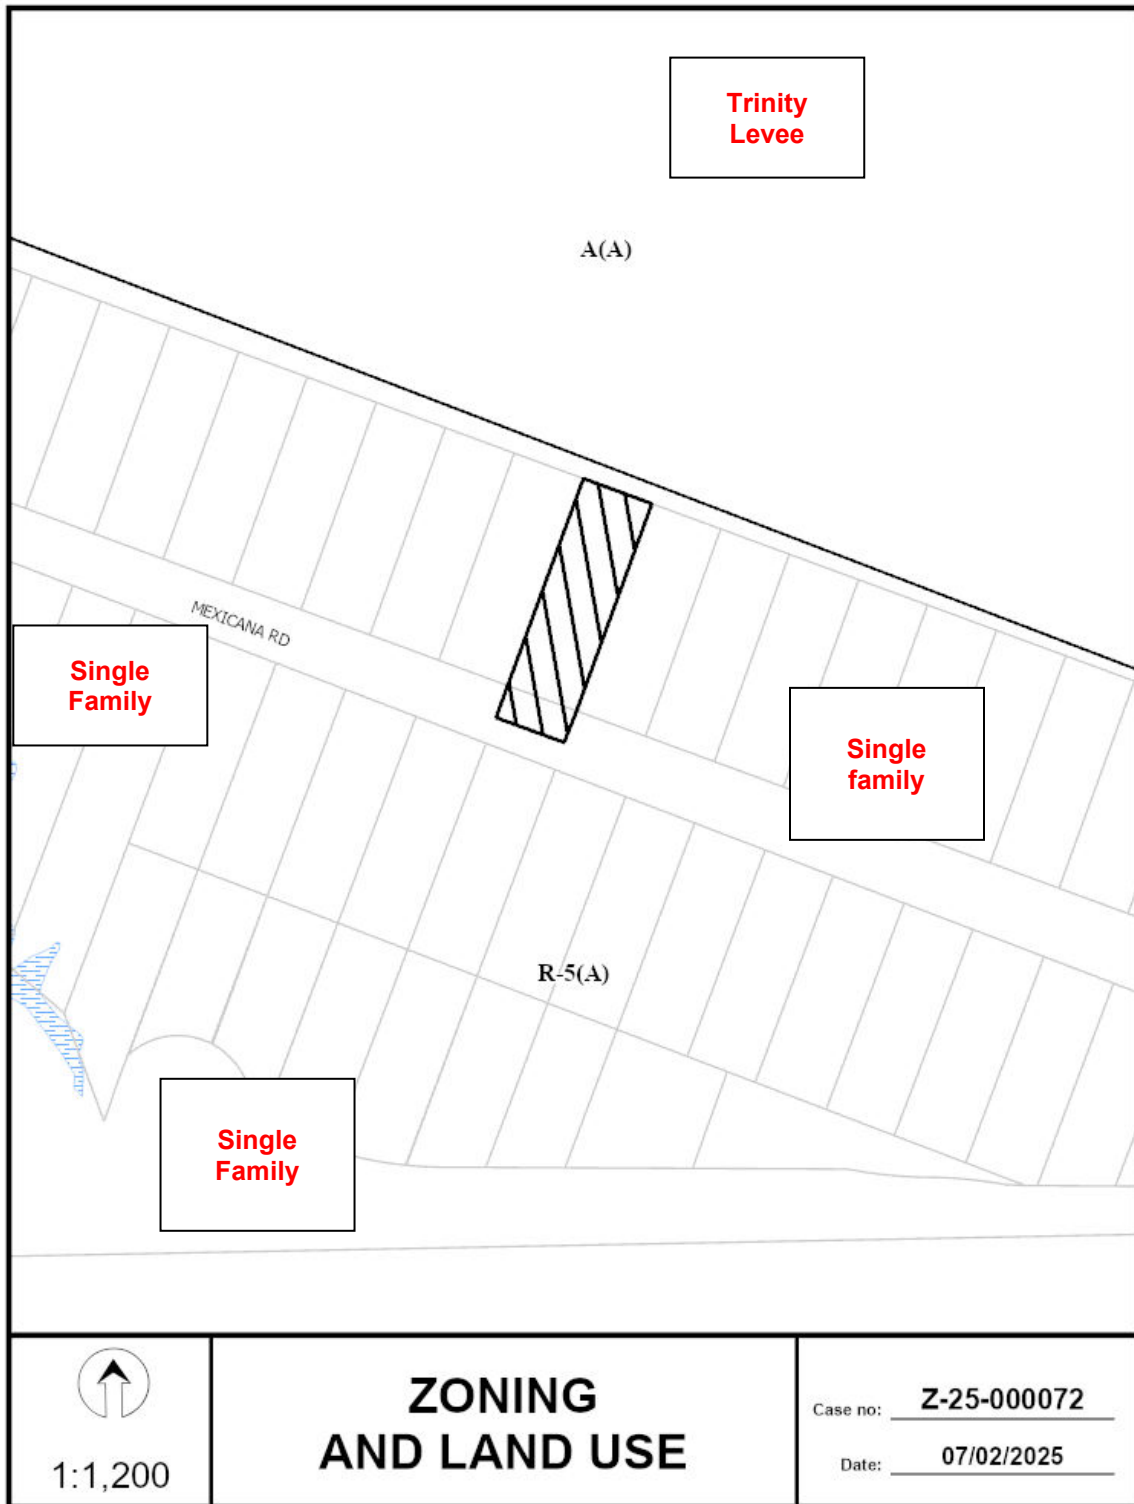 Trinity
Levee
A(A)
MEXICANA RD
Single
Family
Single
family
R-5(A)
Single
Family
1:1,200
ZONING
AND LAND USE
Case no: Z-25-000072
Date: 07/02/2025